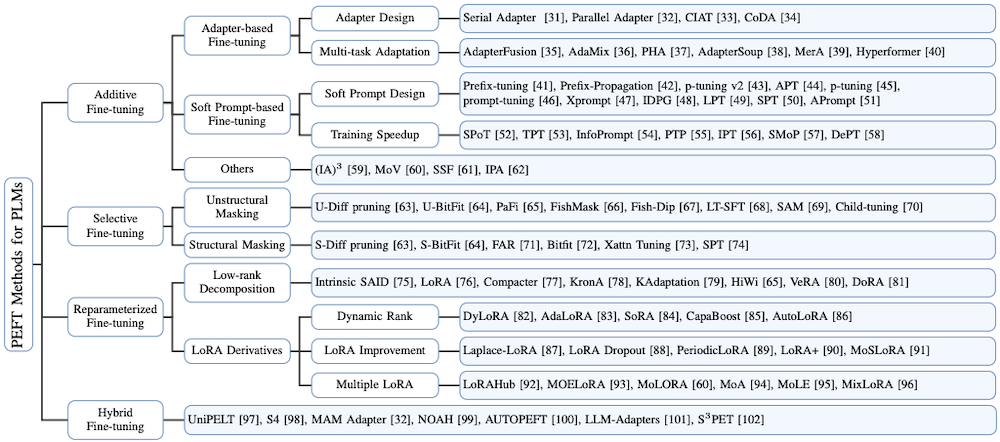 PEFT Methods for PLMs
Additive
Fine-tuning
Adapter-based
Fine-tuning
Adapter Design
Serial Adapter [31], Parallel Adapter [32], CIAT [33], CoDA [34]
Multi-task Adaptation
AdapterFusion [35], AdaMix [36], PHA [37], AdapterSoup [38], MerA [39], Hyperformer [40]
Soft Prompt-based
Fine-tuning
Soft Prompt Design
Prefix-tuning [41], Prefix-Propagation [42], p-tuning v2 [43], APT [44], p-tuning [45],
prompt-tuning [46], Xprompt [47], IDPG [48], LPT [49], SPT [50], APrompt [51]
Training Speedup
SPoT [52], TPT [53], InfoPrompt [54], PTP [55], IPT [56], SMoP [57], DePT [58]
Others
(IA)³ [59], MoV [60], SSF [61], IPA [62]
Selective
Fine-tuning
Unstructural
Masking
U-Diff pruning [63], U-BitFit [64], PaFi [65], FishMask [66], Fish-Dip [67], LT-SFT [68], SAM [69], Child-tuning [70]
Structural Masking
S-Diff pruning [63], S-BitFit [64], FAR [71], Bitfit [72], Xattn Tuning [73], SPT [74]
Reparameterized
Fine-tuning
Low-rank
Decomposition
Intrinsic SAID [75], LoRA [76], Compacter [77], KronA [78], KAdaptation [79], HiWi [65], VeRA [80], DoRA [81]
LoRA Derivatives
Dynamic Rank
DyLoRA [82], AdaLoRA [83], SoRA [84], CapaBoost [85], AutoLoRA [86]
LoRA Improvement
Laplace-LoRA [87], LoRA Dropout [88], PeriodicLoRA [89], LoRA+ [90], MoSLoRA [91]
Multiple LoRA
LoRAHub [92], MOELoRA [93], MoLORA [60], MoA [94], MoLE [95], MixLoRA [96]
Hybrid
Fine-tuning
UniPELT [97], S4 [98], MAM Adapter [32], NOAH [99], AUTOPEFT [100], LLM-Adapters [101], S³PET [102]